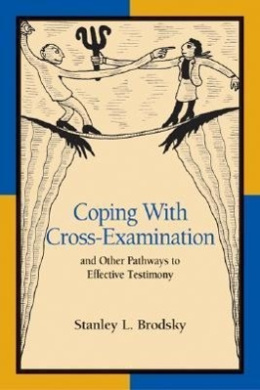 Coping With
Cross-Examination
and Other Pathways to
Effective Testimony
Stanley L. Brodsky